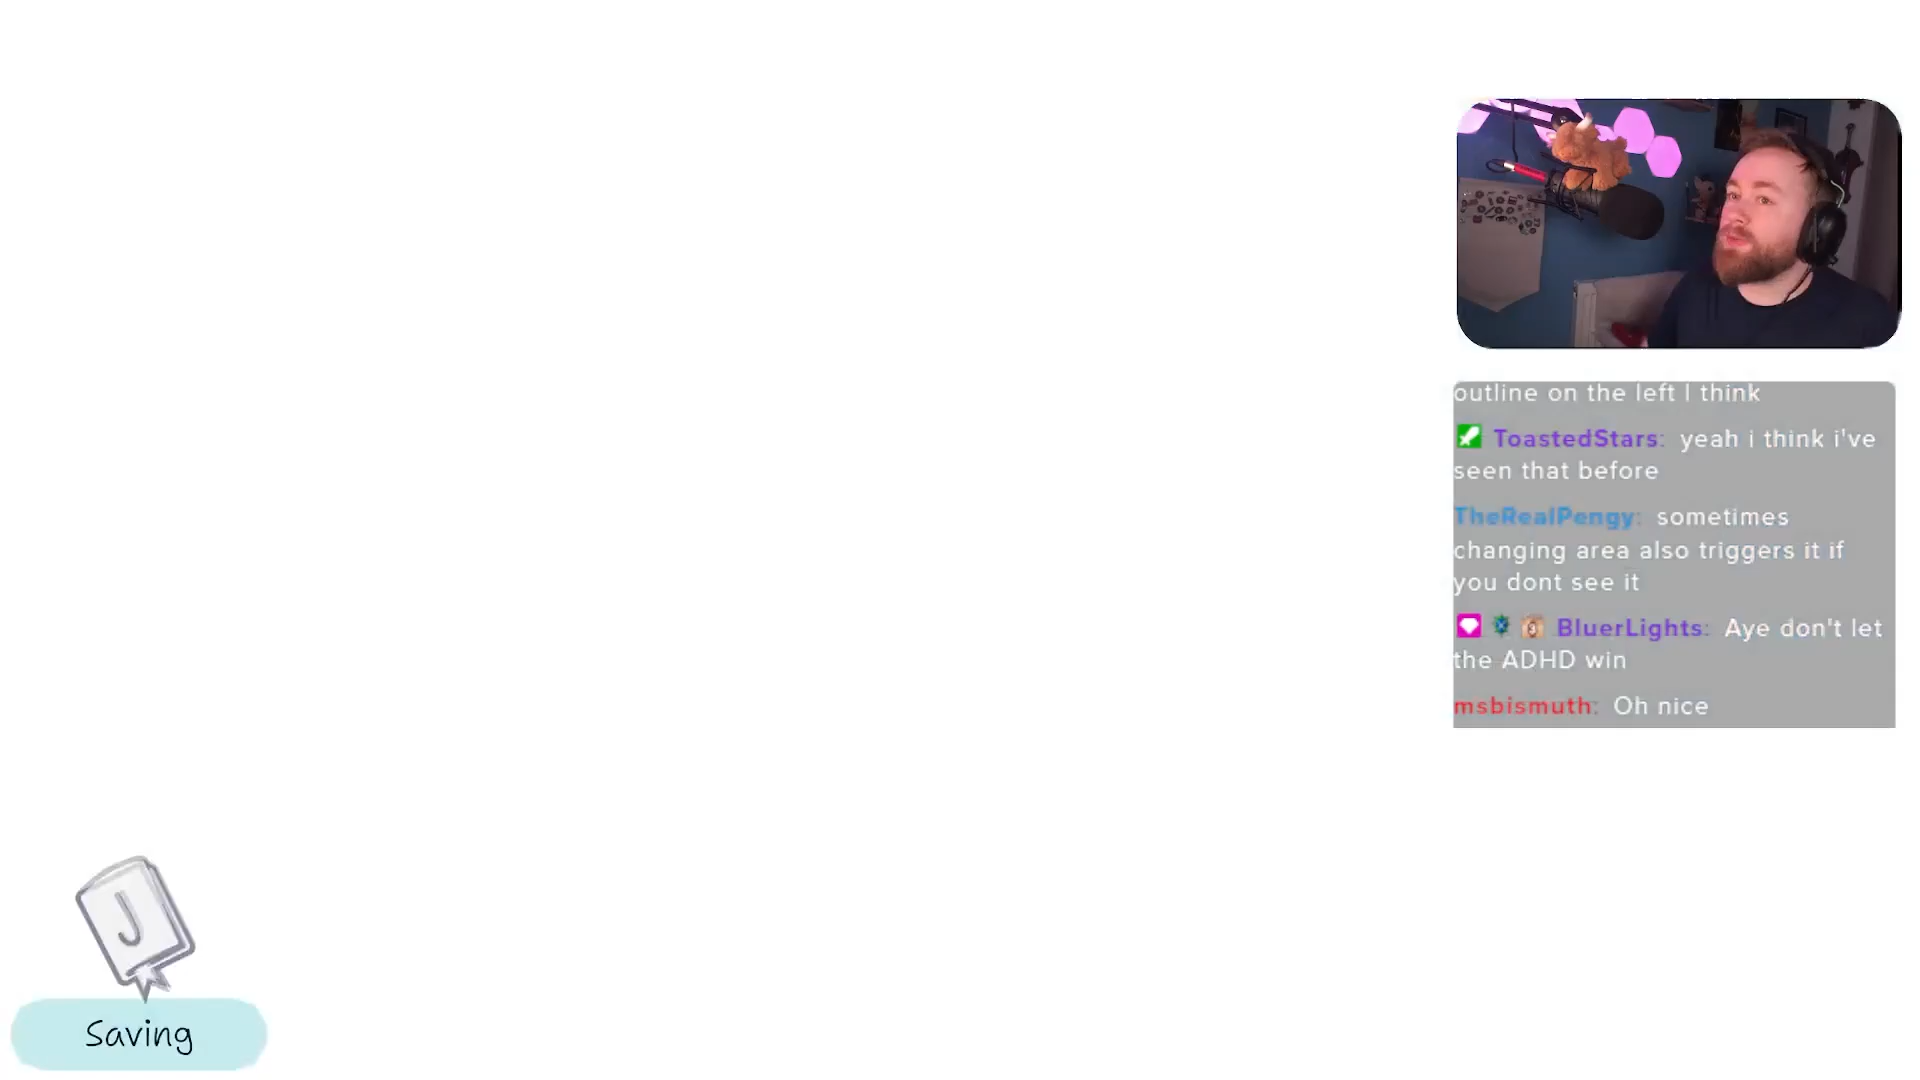 outline on the left I think
ToastedStars: yeah i think i've
seen that before
TheRealPengy: sometimes
changing area also triggers it if
you dont see it
3 BluerLights: Aye don't let
the ADHD win
msbismuth: Oh nice
J
Saving